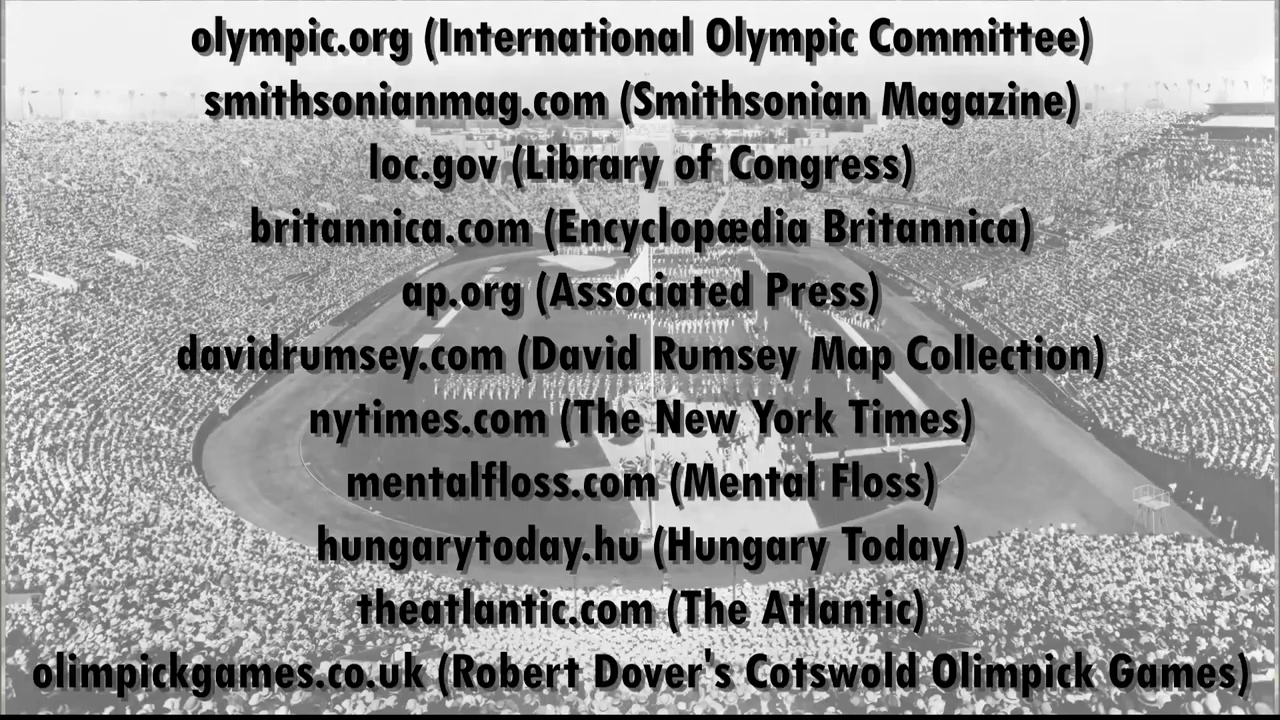 olympic.org (International Olympic Committee)
smithsonianmag.com (Smithsonian Magazine)
loc.gov (Library of Congress)
britannica.com (Encyclopædia Britannica)
ap.org (Associated Press)
davidrumsey.com (David Rumsey Map Collection)
nytimes.com (The New York Times)
mentalfloss.com (Mental Floss)
hungarytoday.hu (Hungary Today)
theatlantic.com (The Atlantic)
olimpickgames.co.uk (Robert Dover's Cotswold Olimpick Games)